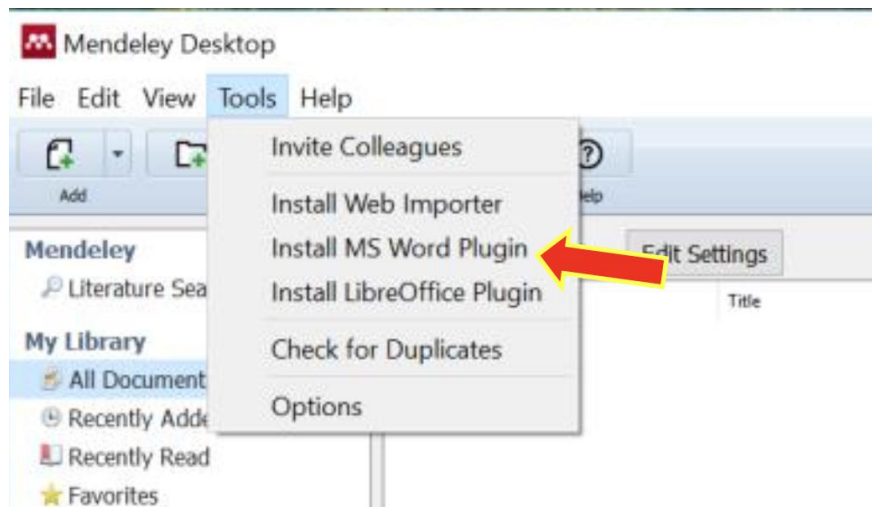 Mendeley Desktop
File Edit View Tools Help
Add
Invite Colleagues
Install Web Importer
Install MS Word Plugin
Install LibreOffice Plugin
Check for Duplicates
Options
Edit Settings
Title
Mendeley
Literature Sea
My Library
All Document
Recently Adde
Recently Read
Favorites